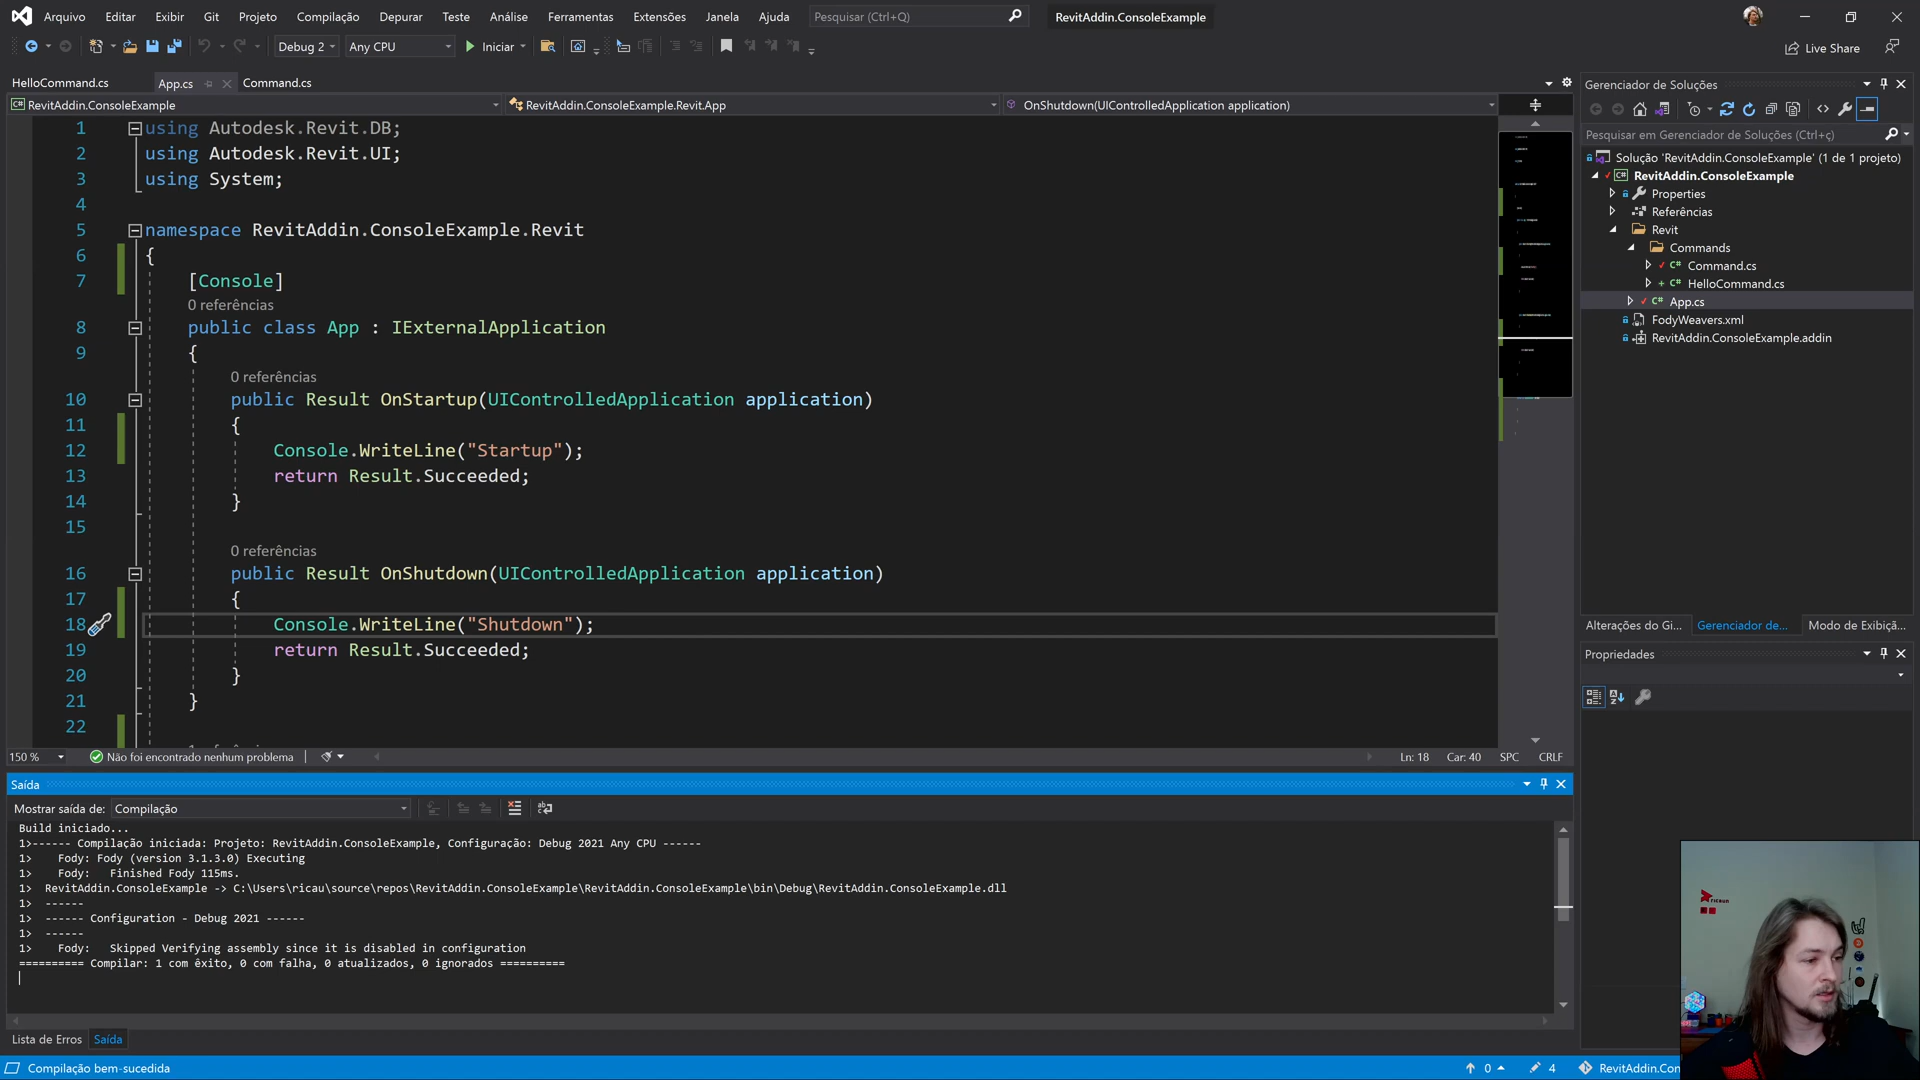 Arquivo Editar Exibir Git Projeto Compilação Depurar Teste Análise Ferramentas Extensões Janela Ajuda Pesquisar (Ctrl+Q) RevitAddin.ConsoleExample
Debug 2 Any CPU Iniciar Live Share
HelloCommand.cs App.cs Command.cs
RevitAddin.ConsoleExample RevitAddin.ConsoleExample.Revit.App OnShutdown(UIControlledApplication application)
1 using Autodesk.Revit.DB;
2 using Autodesk.Revit.UI;
3 using System;
4
5 namespace RevitAddin.ConsoleExample.Revit
6 {
7 [Console]
0 referências
8 public class App : IExternalApplication
9 {
0 referências
10 public Result OnStartup(UIControlledApplication application)
11 {
12 Console.WriteLine("Startup");
13 return Result.Succeeded;
14 }
15
0 referências
16 public Result OnShutdown(UIControlledApplication application)
17 {
18 Console.WriteLine("Shutdown");
19 return Result.Succeeded;
20 }
21 }
22
150 % Não foi encontrado nenhum problema Ln: 18 Car: 40 SPC CRLF
Saída
Mostrar saída de: Compilação
Build iniciado...
1>------ Compilação iniciada: Projeto: RevitAddin.ConsoleExample, Configuração: Debug 2021 Any CPU ------
1> Fody: Fody (version 3.1.3.0) Executing
1> Fody: Finished Fody 115ms.
1> RevitAddin.ConsoleExample -> C:\Users\ricau\source\repos\RevitAddin.ConsoleExample\RevitAddin.ConsoleExample\bin\Debug\RevitAddin.ConsoleExample.dll
1> ------
1> ------ Configuration - Debug 2021 ------
1> ------
1> Fody: Skipped Verifying assembly since it is disabled in configuration
========== Compilar: 1 com êxito, 0 com falha, 0 atualizados, 0 ignorados ==========
Lista de Erros Saída
Compilação bem-sucedida 0 4 RevitAddin.Con
Gerenciador de Soluções
Pesquisar em Gerenciador de Soluções (Ctrl+ç)
Solução 'RevitAddin.ConsoleExample' (1 de 1 projeto)
RevitAddin.ConsoleExample
Properties
Referências
Revit
Commands
C# Command.cs
C# HelloCommand.cs
C# App.cs
FodyWeavers.xml
RevitAddin.ConsoleExample.addin
Alterações do Gi... Gerenciador de... Modo de Exibiçã...
Propriedades